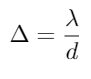 Δ = λ/d